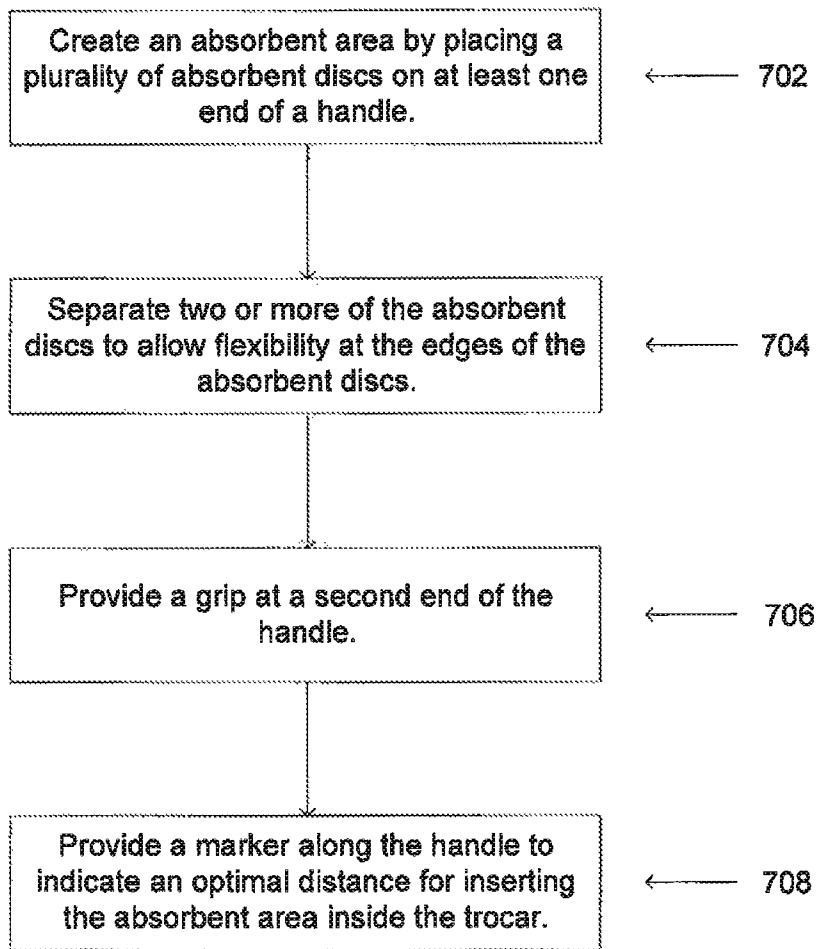 Create an absorbent area by placing a
plurality of absorbent discs on at least one
end of a handle.
702
Separate two or more of the absorbent
discs to allow flexibility at the edges of the
absorbent discs.
704
Provide a grip at a second end of the
handle.
706
Provide a marker along the handle to
indicate an optimal distance for inserting
the absorbent area inside the trocar.
708